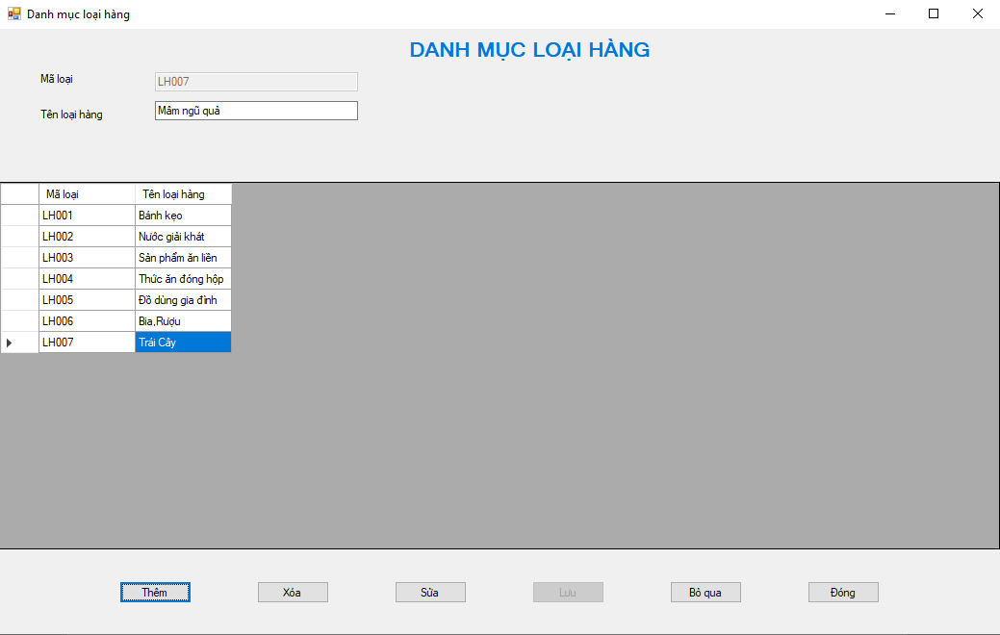 Danh mục loại hàng
DANH MỤC LOẠI HÀNG
Mã loại LH007
Tên loại hàng Mâm ngũ quả
Mã loại Tên loại hàng
LH001 Bánh kẹo
LH002 Nước giải khát
LH003 Sản phẩm ăn liền
LH004 Thức ăn đóng hộp
LH005 Đồ dùng gia đình
LH006 Bia,Rượu
LH007 Trái Cây
Thêm Xóa Sửa Lưu Bỏ qua Đóng